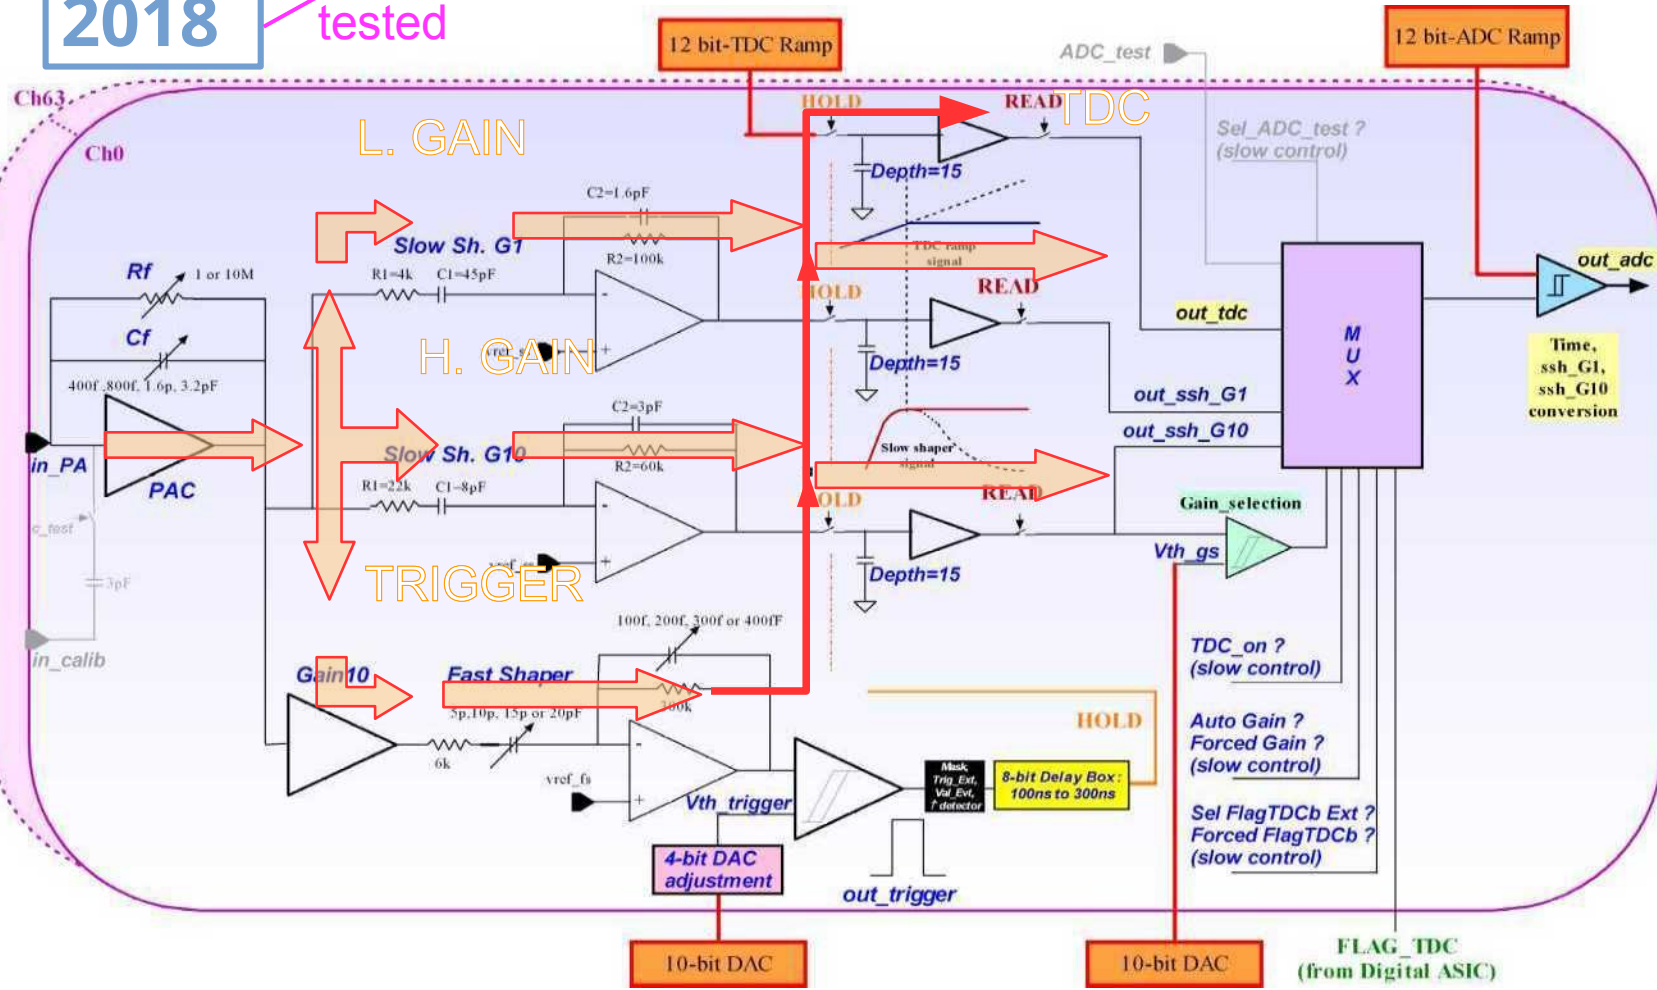 2018
tested
12 bit-TDC Ramp
12 bit-ADC Ramp
ADC_test
Ch63
Ch0
L. GAIN
HOLD
READ
TDC
Sel_ADC_test ?
(slow control)
Depth=15
C2=1.6pF
Slow Sh. G1
R2=100k
TDC ramp
signal
Rf
1 or 10M
R1=4k
C1=45pF
HOLD
READ
out_adc
out_tdc
Cf
H. GAIN
M
U
X
Time,
ssh_G1,
ssh_G10
conversion
400f ,800f, 1.6p, 3.2pF
Depth=15
out_ssh_G1
C2=3pF
out_ssh_G10
in_PA
PAC
Slow Sh. G10
R2=60k
Slow shaper
signal
R1=22k
C1=8pF
HOLD
READ
Gain_selection
c_test
3pF
Vth_gs
TRIGGER
Depth=15
in_calib
100f, 200f, 300f or 400fF
TDC_on ?
(slow control)
Gain10
Fast Shaper
5p,10p, 15p or 20pF
HOLD
Auto Gain ?
Forced Gain ?
(slow control)
6k
vref_fs
Mask,
Trig_Ext,
Val_Evt,
↑ detector
8-bit Delay Box:
100ns to 300ns
Vth_trigger
Sel FlagTDCb Ext ?
Forced FlagTDCb ?
(slow control)
4-bit DAC
adjustment
out_trigger
10-bit DAC
10-bit DAC
FLAG_TDC
(from Digital ASIC)